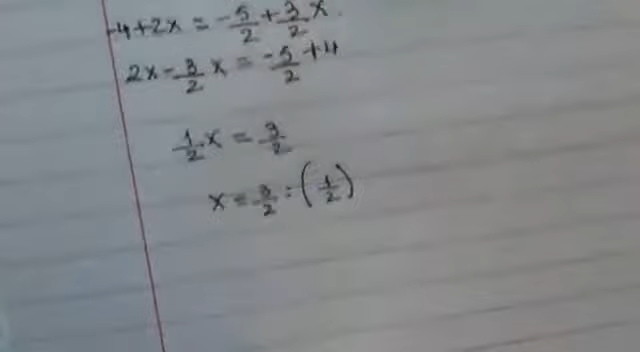 -4+2x = -5/2 + 3/2 x
2x - 3/2 x = -5/2 + 4
1/2 x = 3/2
x = 3/2 : (1/2)